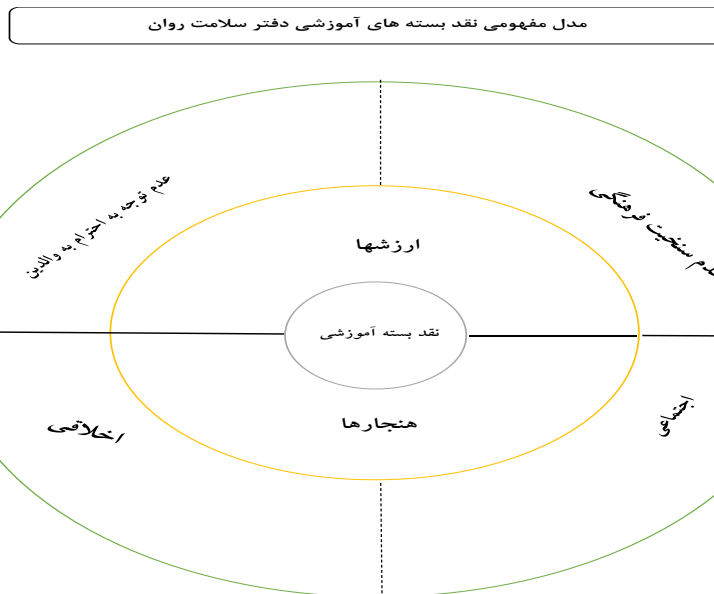 مدل مفهومی نقد بسته های آموزشی دفتر سلامت روان
عدم سنخیت فرهنگی
عدم توجه به احترام به والدین
ارزشها
نقد بسته آموزشی
هنجارها
اجتماعی
اخلاقی